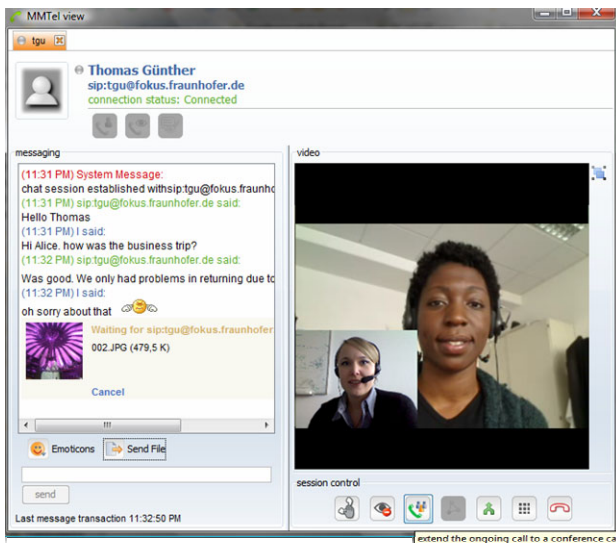 MMTel view
tgu
Thomas Günther
sip:tgu@fokus.fraunhofer.de
connection status: Connected
messaging
(11:31 PM) System Message:
chat session established withsip:tgu@fokus.fraunho
(11:31 PM) sip:tgu@fokus.fraunhofer.de said:
Hello Thomas
(11:31 PM) I said:
Hi Alice. how was the business trip?
(11:32 PM) sip:tgu@fokus.fraunhofer.de said:
Was good. We only had problems in returning due to
(11:32 PM) I said:
oh sorry about that
Waiting for sip:tgu@fokus.fraunhofer
002.JPG (479,5 K)
Cancel
Emoticons
Send File
send
Last message transaction 11:32:50 PM
video
session control
extend the ongoing call to a conference ca